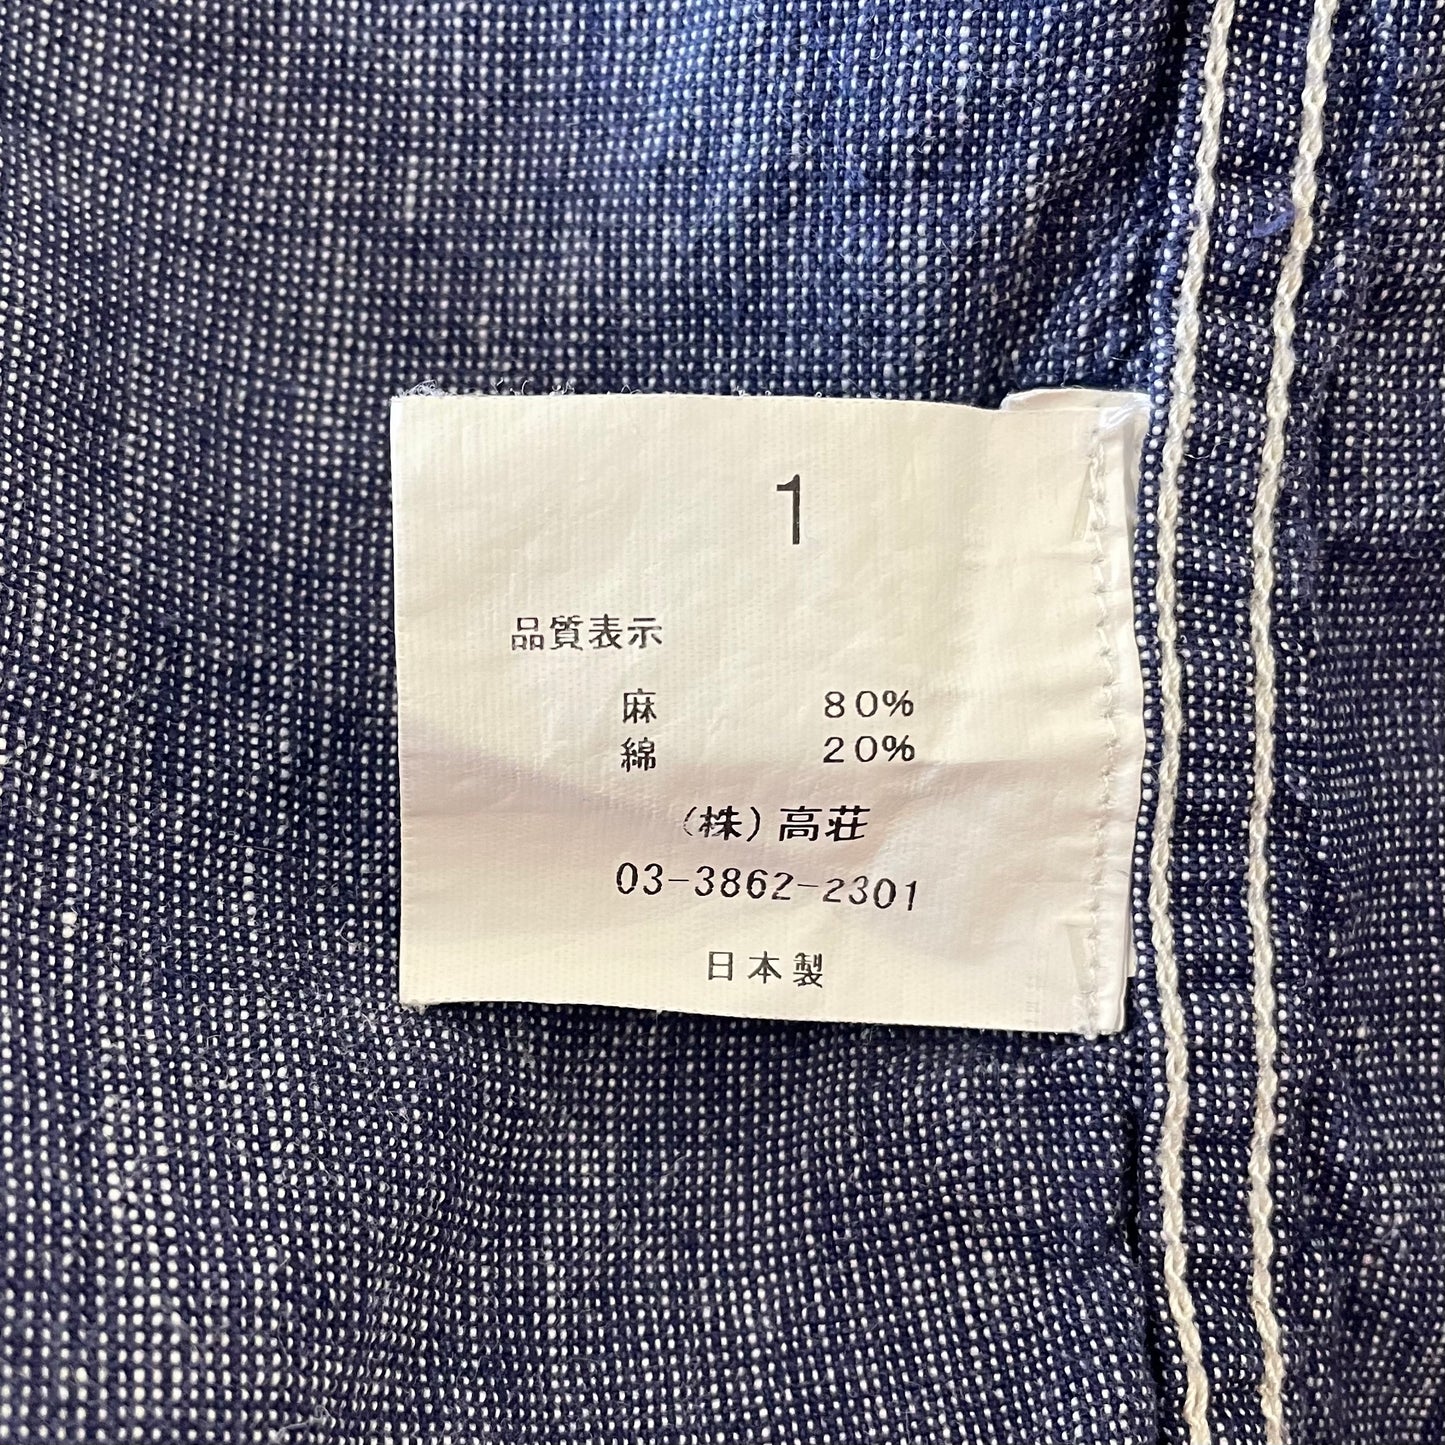 1
品質表示
麻 80%
綿 20%
(株)高荘
03-3862-2301
日本製